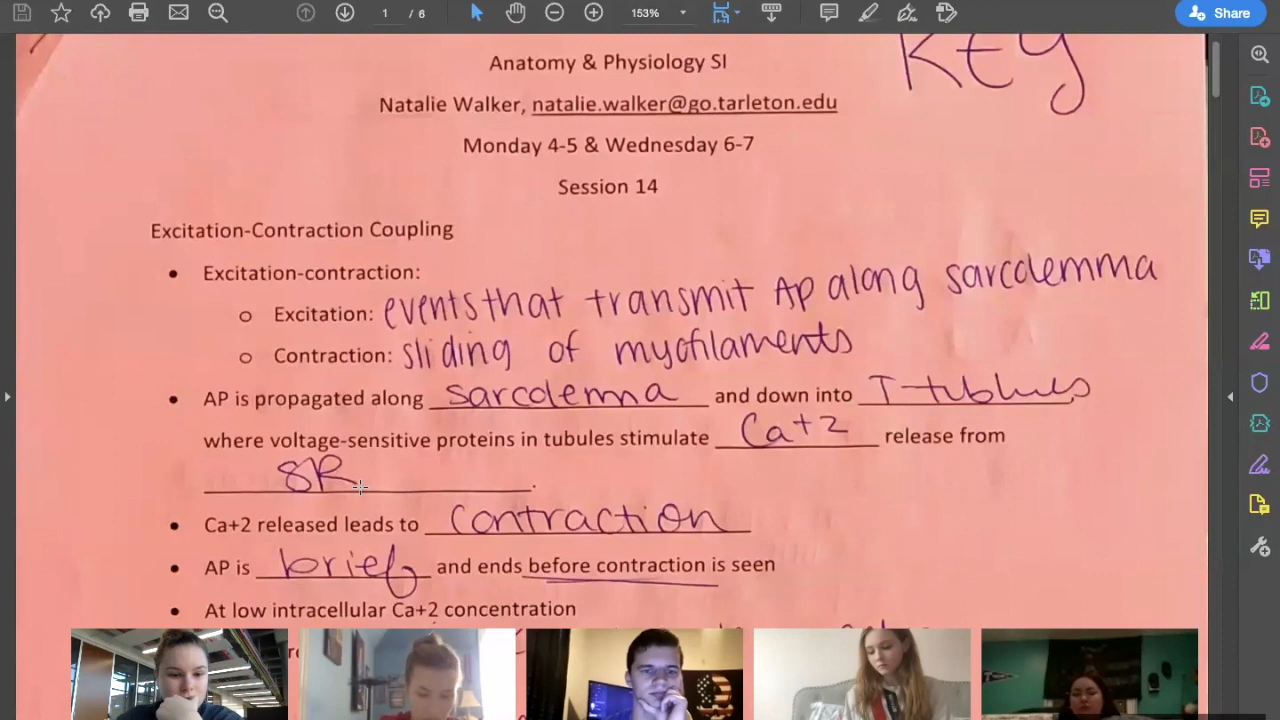 1 / 6
153%
Share
KEY
Anatomy & Physiology SI
Natalie Walker, natalie.walker@go.tarleton.edu
Monday 4-5 & Wednesday 6-7
Session 14
Excitation-Contraction Coupling
• Excitation-contraction:
o Excitation: events that transmit AP along sarcolemma
o Contraction: sliding of myofilaments
• AP is propagated along sarcolemma and down into T-tubules
where voltage-sensitive proteins in tubules stimulate Ca+2 release from
SR.
• Ca+2 released leads to contraction
• AP is brief and ends before contraction is seen
• At low intracellular Ca+2 concentration